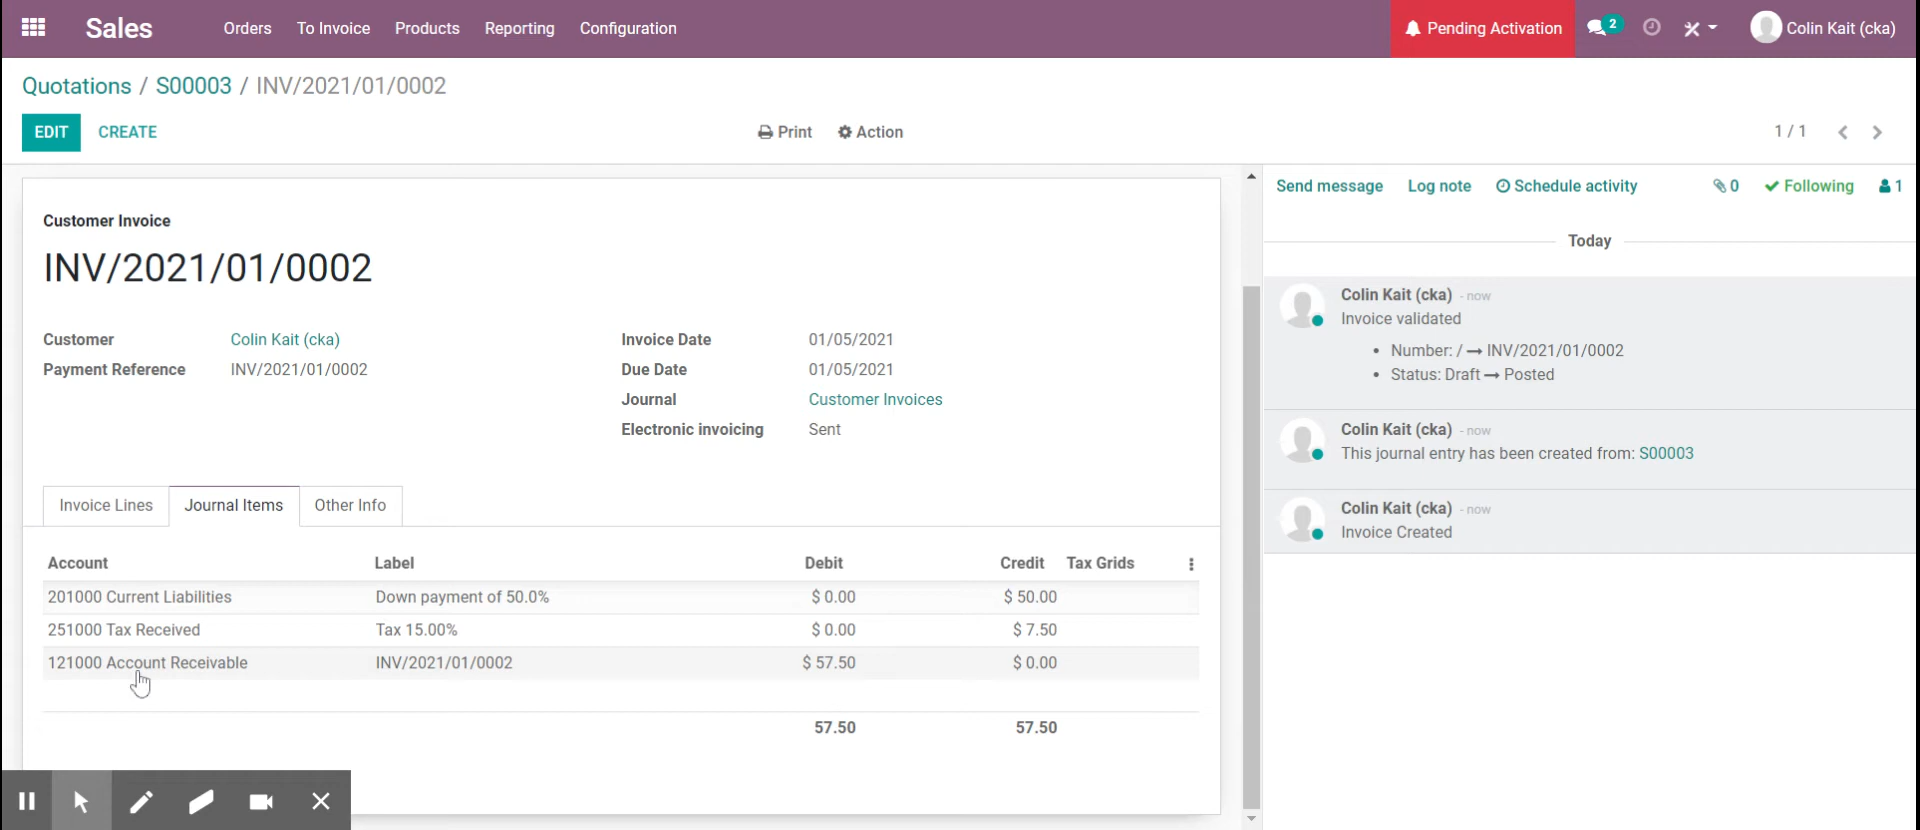 Sales Orders To Invoice Products Reporting Configuration Pending Activation 2 Colin Kait (cka)
Quotations / S00003 / INV/2021/01/0002
EDIT CREATE Print Action 1 / 1
Send message Log note Schedule activity 0 Following 1
Customer Invoice
INV/2021/01/0002
Customer Colin Kait (cka)
Payment Reference INV/2021/01/0002
Invoice Date 01/05/2021
Due Date 01/05/2021
Journal Customer Invoices
Electronic invoicing Sent
Invoice Lines Journal Items Other Info
Account Label Debit Credit Tax Grids
201000 Current Liabilities Down payment of 50.0% $ 0.00 $ 50.00
251000 Tax Received Tax 15.00% $ 0.00 $ 7.50
121000 Account Receivable INV/2021/01/0002 $ 57.50 $ 0.00
57.50 57.50
Today
Colin Kait (cka) - now
Invoice validated
• Number: / → INV/2021/01/0002
• Status: Draft → Posted
Colin Kait (cka) - now
This journal entry has been created from: S00003
Colin Kait (cka) - now
Invoice Created